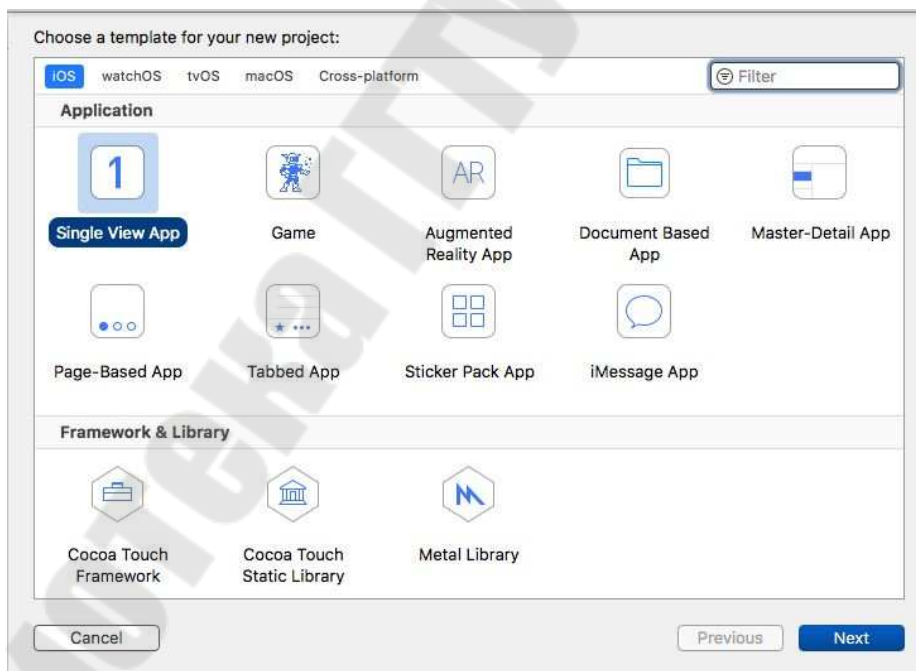 Choose a template for your new project:
iOS watchOS tvOS macOS Cross-platform Filter
Application
1 AR
Single View App Game Augmented Reality App Document Based App Master-Detail App
Page-Based App Tabbed App Sticker Pack App iMessage App
Framework & Library
Cocoa Touch Framework Cocoa Touch Static Library Metal Library
Cancel Previous Next